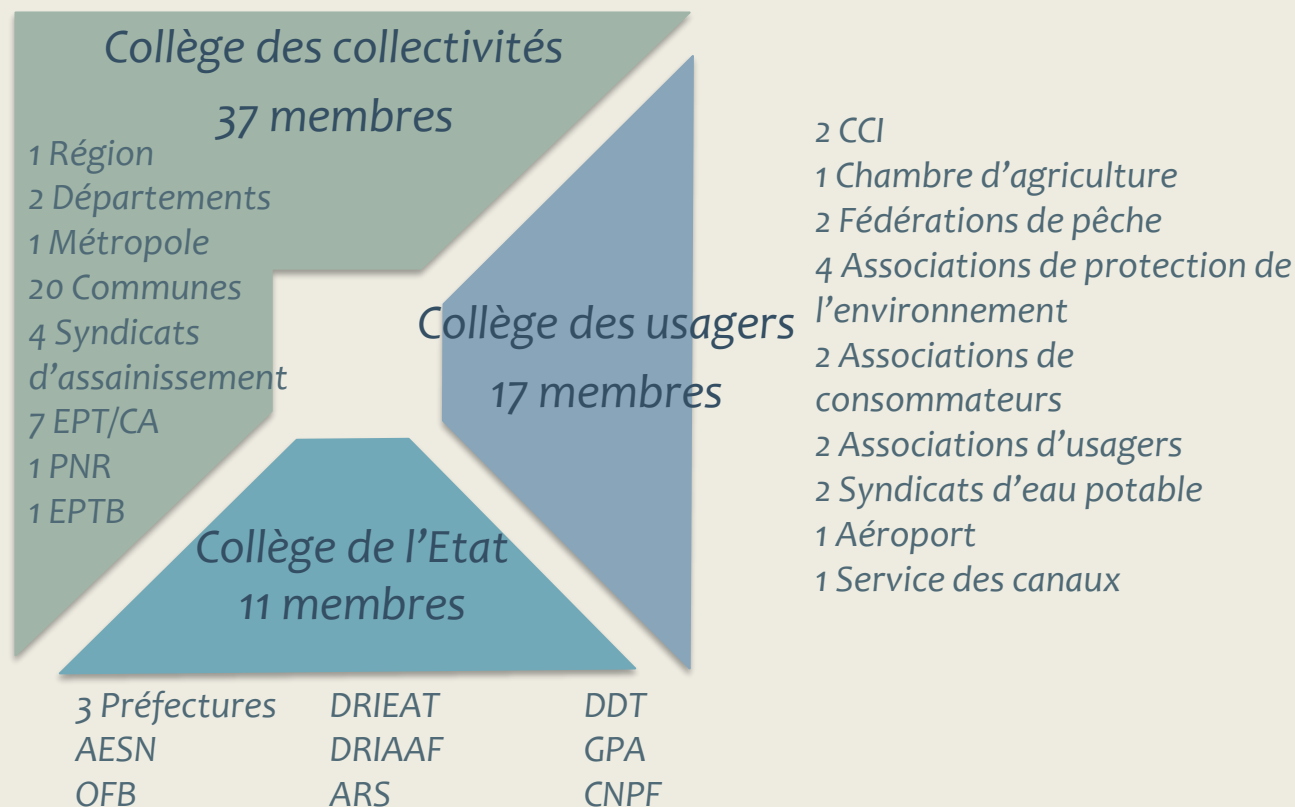 Collège des collectivités
37 membres
1 Région
2 Départements
1 Métropole
20 Communes
4 Syndicats
d’assainissement
7 EPT/CA
1 PNR
1 EPTB
Collège des usagers
17 membres
2 CCI
1 Chambre d’agriculture
2 Fédérations de pêche
4 Associations de protection de
l’environnement
2 Associations de
consommateurs
2 Associations d’usagers
2 Syndicats d’eau potable
1 Aéroport
1 Service des canaux
Collège de l’Etat
11 membres
3 Préfectures
AESN
OFB
DRIEAT
DRIAAF
ARS
DDT
GPA
CNPF